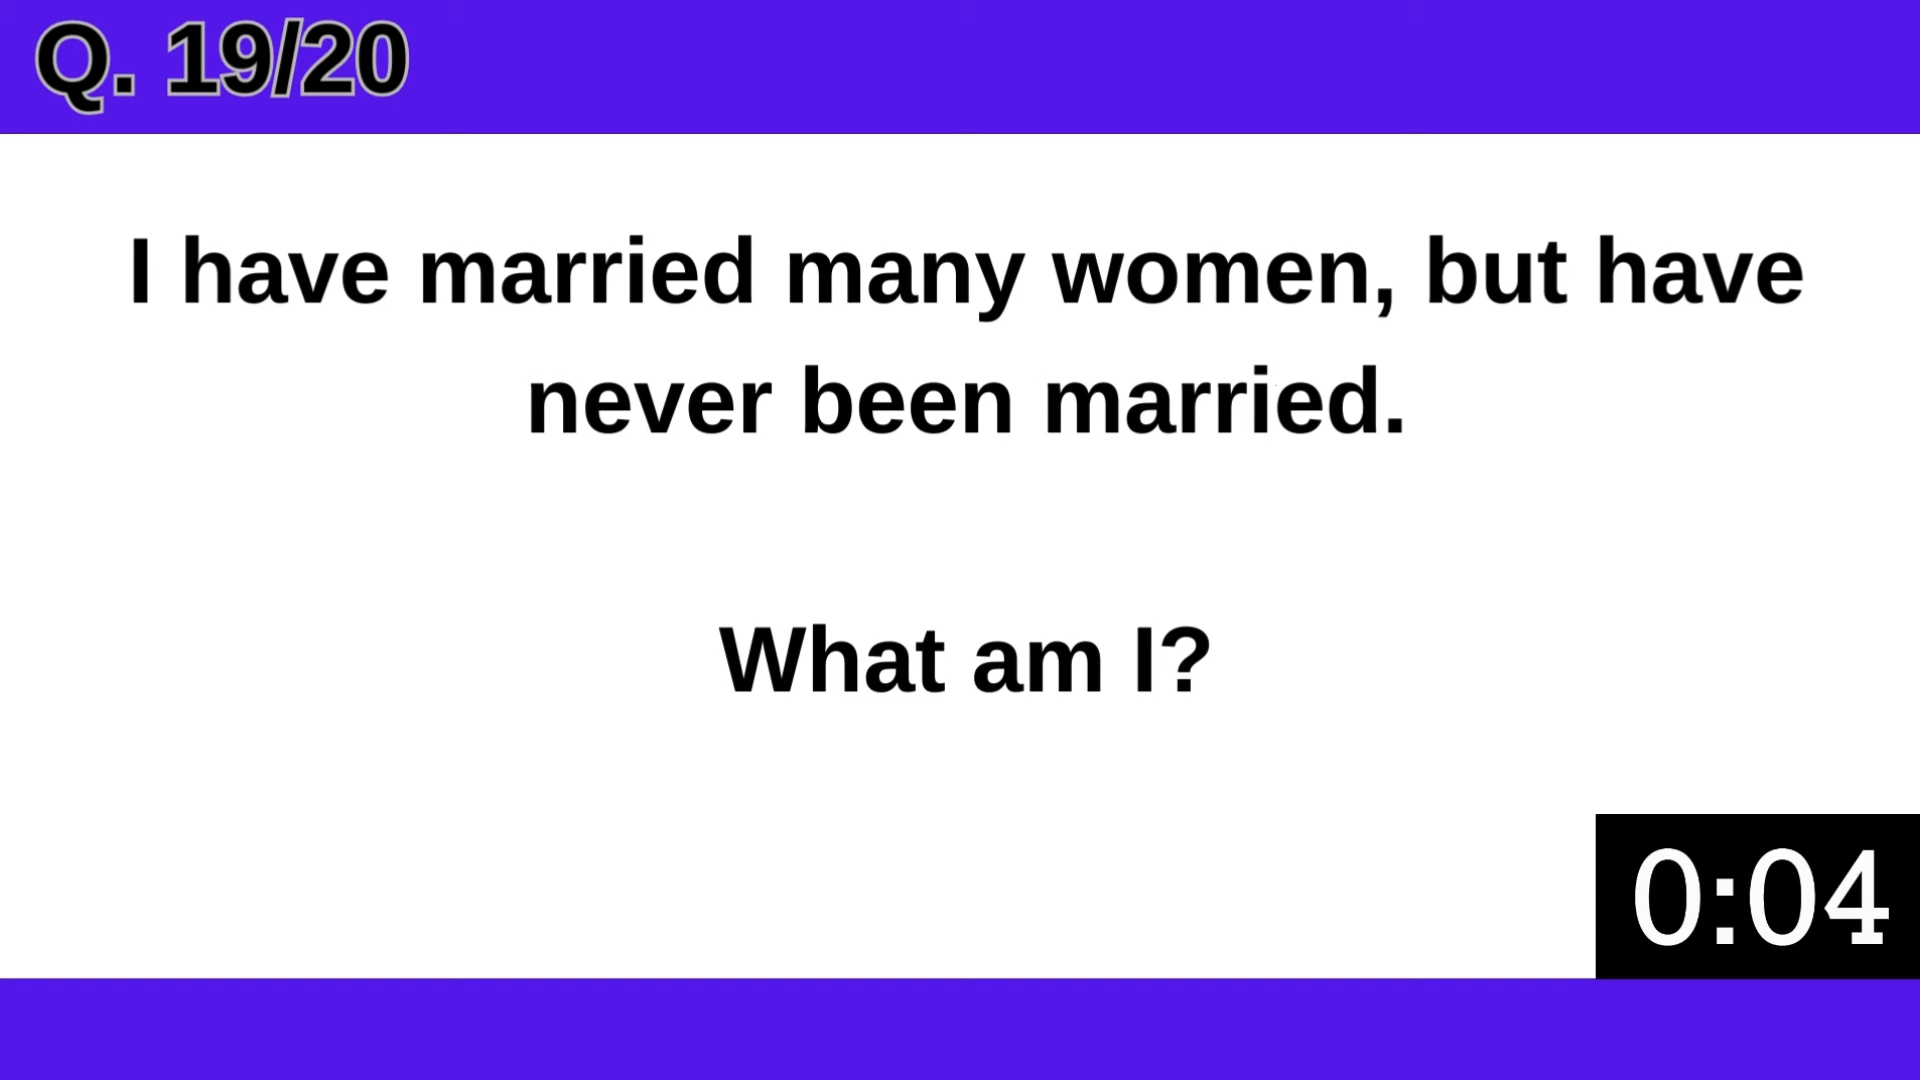 Q. 19/20
I have married many women, but have
never been married.
What am I?
0:04